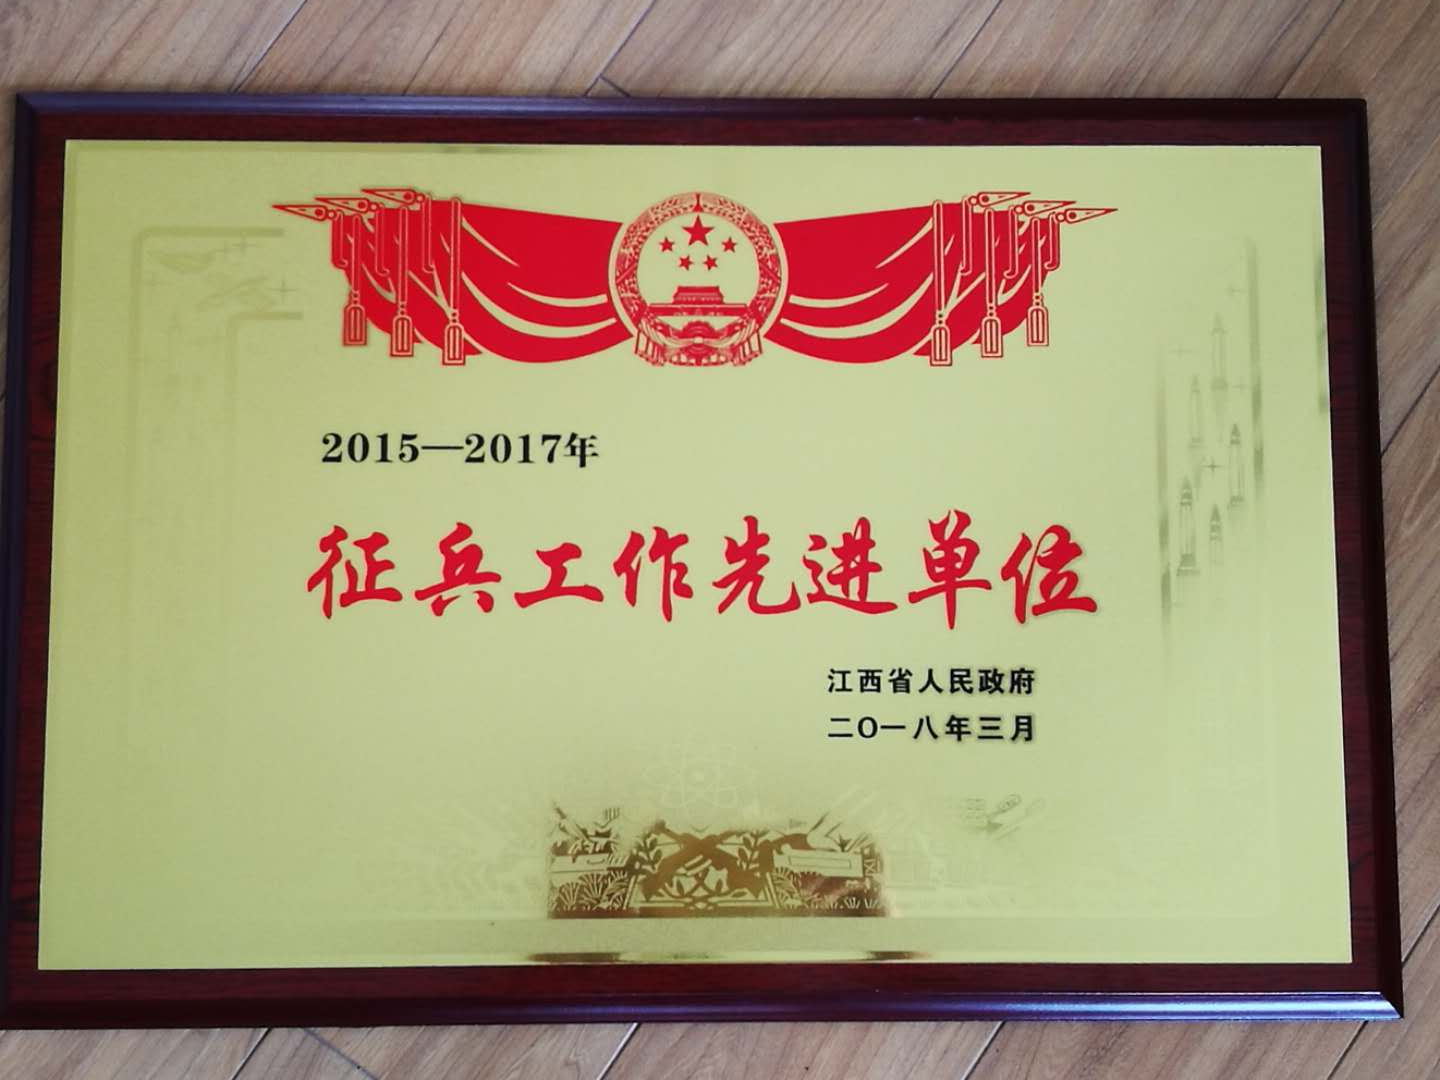 2015—2017年
征兵工作先进单位
江西省人民政府
二〇一八年三月